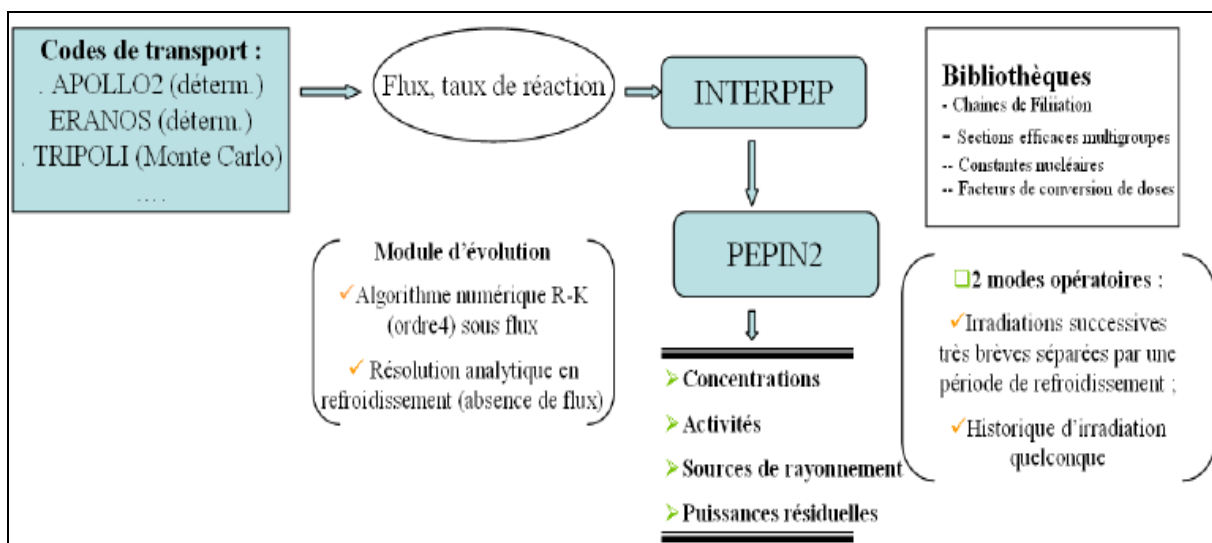 Codes de transport :
. APOLLO2 (déterm.)
ERANOS (déterm.)
. TRIPOLI (Monte Carlo)
. . . .
Flux, taux de réaction
INTERPEP
Bibliothèques
- Chaines de Filiiation
- Sections efficaces multigroupes
-- Constantes nucléaires
-- Facteurs de conversion de doses
Module d'évolution
✓Algorithme numérique R-K
(ordre4) sous flux
✓Résolution analytique en
refroidissement (absence de flux)
PEPIN2
➢Concentrations
➢Activités
➢Sources de rayonnement
➢Puissances résiduelles
❑2 modes opératoires :
✓Irradiations successives
très brèves séparées par une
période de refroidissement ;
✓Historique d'irradiation
quelconque